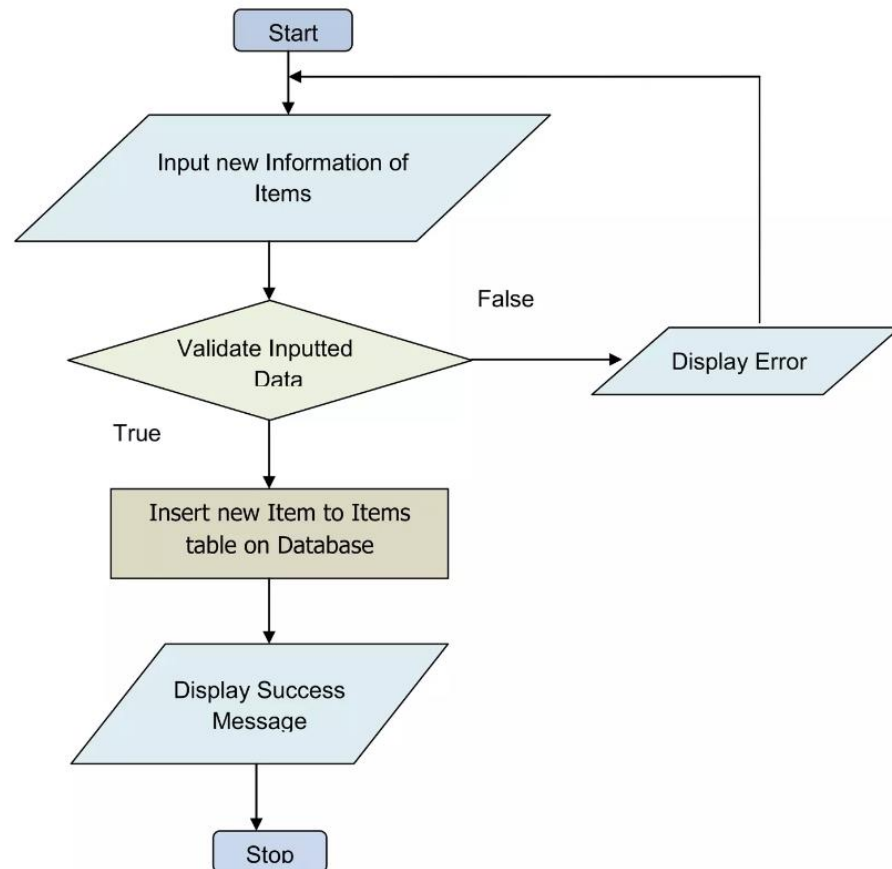 Start
Input new Information of
Items
Validate Inputted
Data
False
Display Error
True
Insert new Item to Items
table on Database
Display Success
Message
Stop